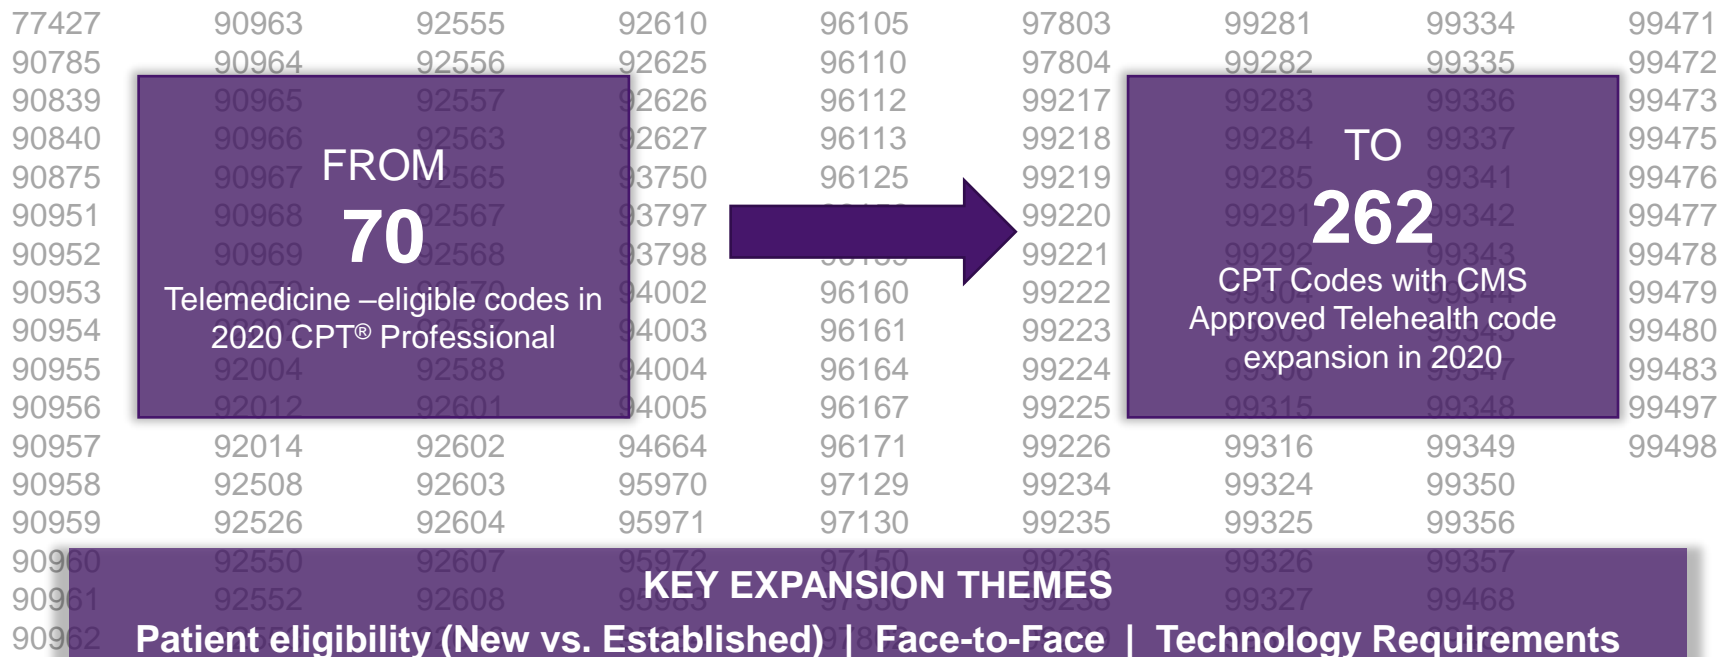 77427 90963 92555 92610 96105 97803 99281 99334 99471
90785 90964 92556 92625 96110 97804 99282 99335 99472
90839 90965 92557 92626 96112 99217 99283 99336 99473
90840 90966 92563 92627 96113 99218 99284 99337 99475
90875 90967 92565 93750 96125 99219 99285 99341 99476
90951 90968 92567 93797 99220 99291 99342 99477
90952 90969 92568 93798 99221 99292 99343 99478
90953 94002 96160 99222 99479
90954 94003 96161 99223 99480
90955 92004 92588 94004 96164 99224 99483
90956 92012 92601 94005 96167 99225 99315 99348 99497
90957 92014 92602 94664 96171 99226 99316 99349 99498
90958 92508 92603 95970 97129 99234 99324 99350
90959 92526 92604 95971 97130 99235 99325 99356
90960 92550 92607 95972 97150 99236 99326 99357
90961 92552 92608 99327 99468
90962
FROM
70
Telemedicine –eligible codes in
2020 CPT® Professional
TO
262
CPT Codes with CMS
Approved Telehealth code
expansion in 2020
KEY EXPANSION THEMES
Patient eligibility (New vs. Established) | Face-to-Face | Technology Requirements